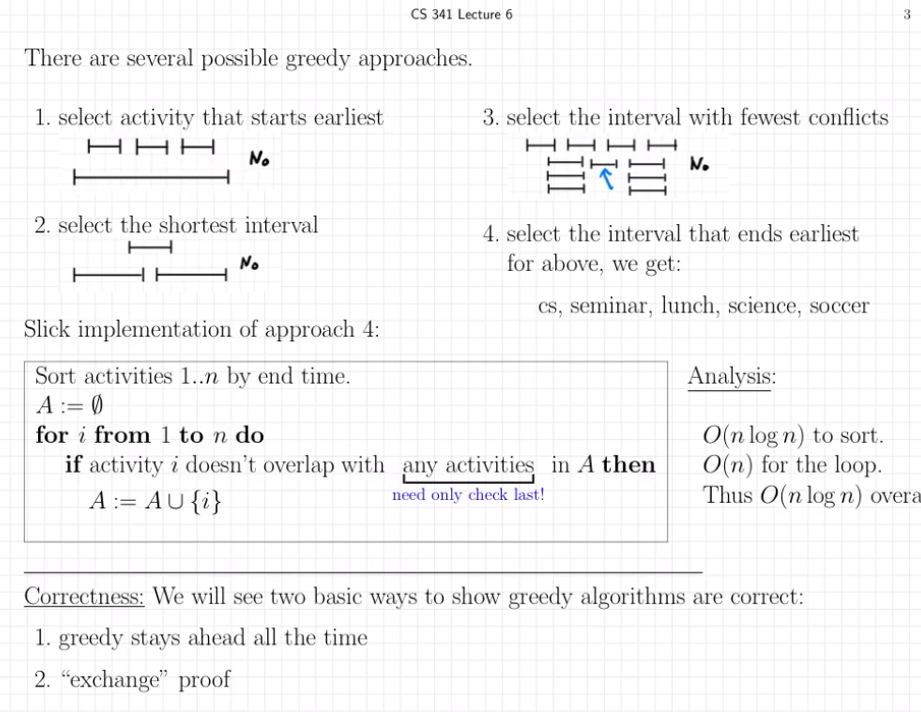 CS 341 Lecture 6
3
There are several possible greedy approaches.
1. select activity that starts earliest
No
2. select the shortest interval
No
3. select the interval with fewest conflicts
No
4. select the interval that ends earliest
for above, we get:
cs, seminar, lunch, science, soccer
Slick implementation of approach 4:
Sort activities 1..n by end time.
A := ∅
for i from 1 to n do
if activity i doesn't overlap with any activities in A then
need only check last!
A := A ∪ {i}
Analysis:
O(n log n) to sort.
O(n) for the loop.
Thus O(n log n) overa
Correctness: We will see two basic ways to show greedy algorithms are correct:
1. greedy stays ahead all the time
2. “exchange” proof